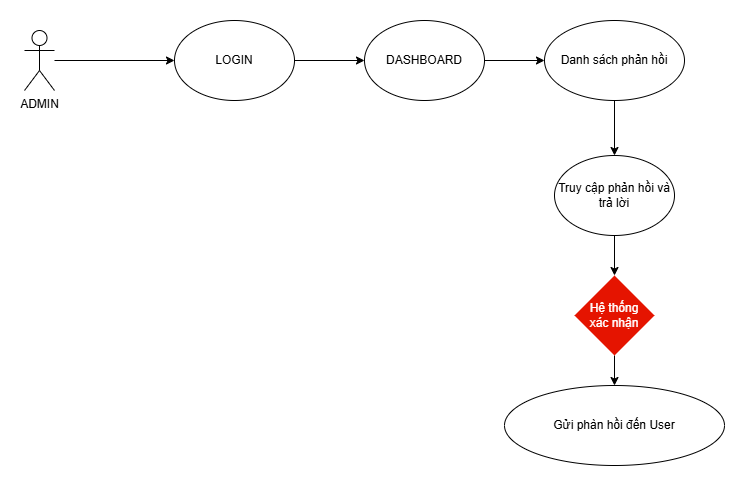 LOGIN
DASHBOARD
Danh sách phản hồi
ADMIN
Truy cập phản hồi và
trả lời
Hệ thống
xác nhận
Gửi phản hồi đến User